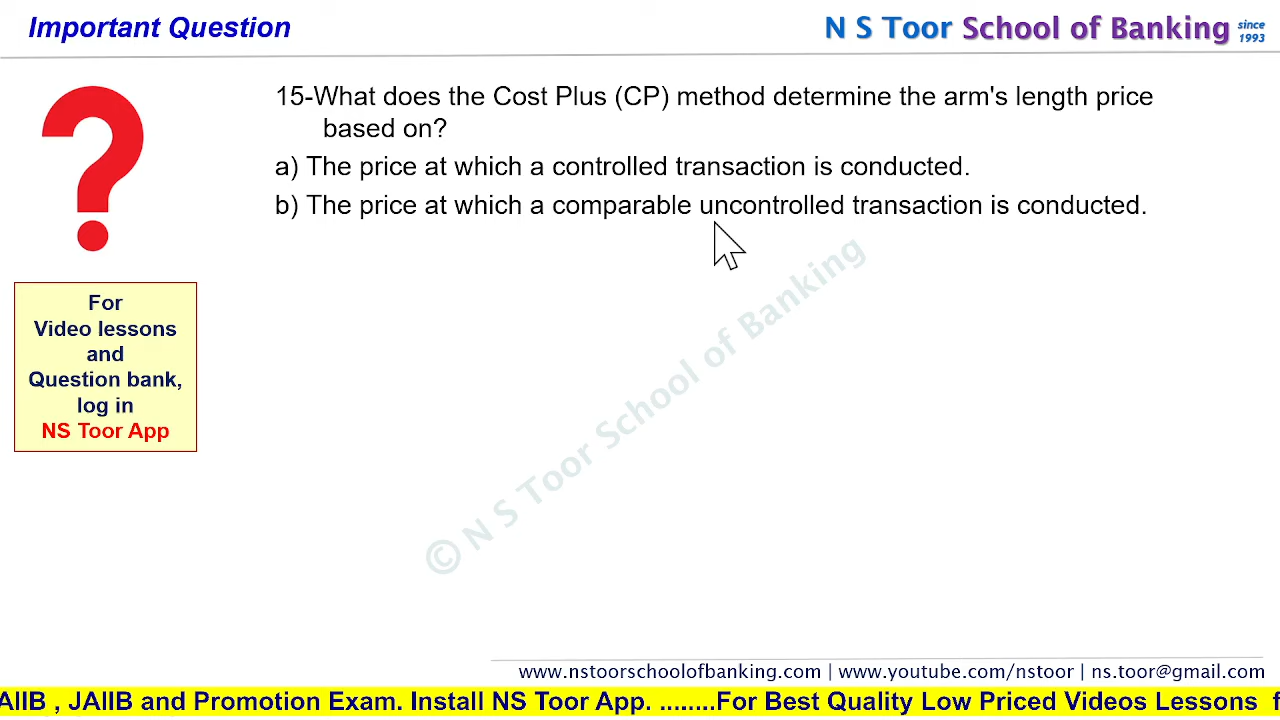 Important Question
N S Toor School of Banking since 1993
15-What does the Cost Plus (CP) method determine the arm's length price
based on?
a) The price at which a controlled transaction is conducted.
b) The price at which a comparable uncontrolled transaction is conducted.
For
Video lessons
and
Question bank,
log in
NS Toor App
© N S Toor School of Banking
www.nstoorschoolofbanking.com | www.youtube.com/nstoor | ns.toor@gmail.com
AIIB , JAIIB and Promotion Exam. Install NS Toor App. ........For Best Quality Low Priced Videos Lessons f